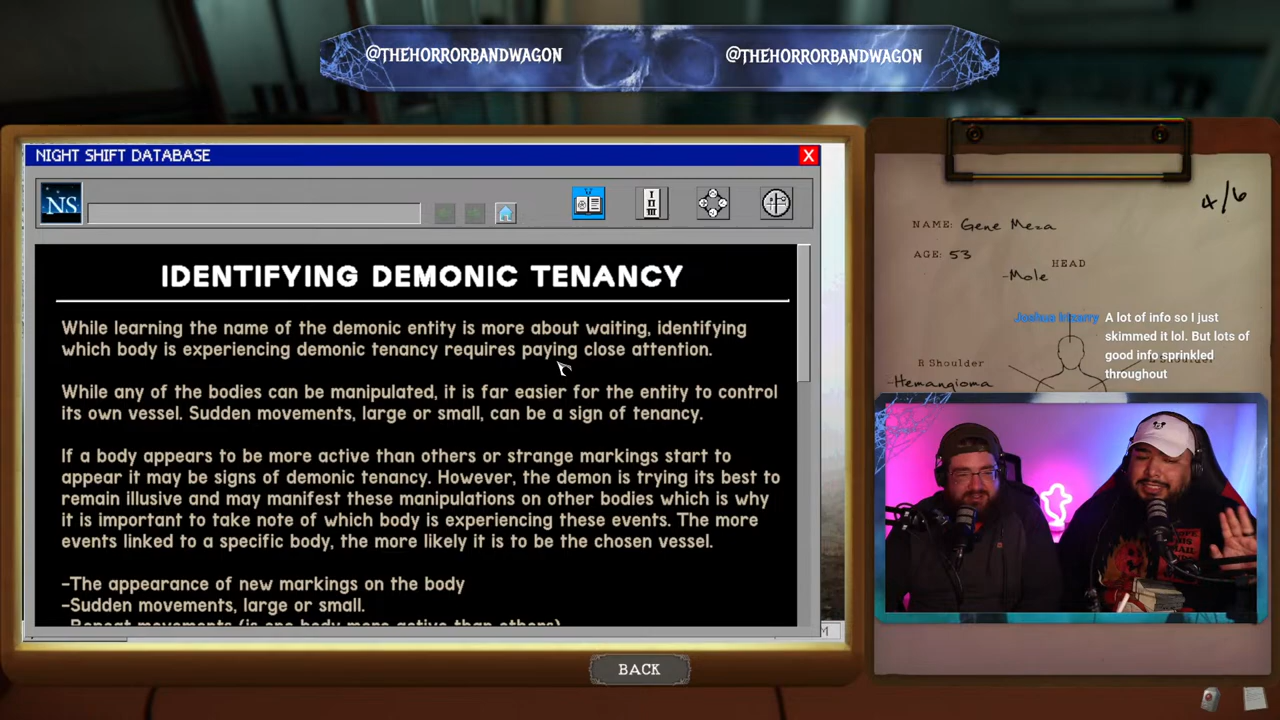 @THEHORRORBANDWAGON @THEHORRORBANDWAGON
NIGHT SHIFT DATABASE
X
NS
IDENTIFYING DEMONIC TENANCY
While learning the name of the demonic entity is more about waiting, identifying
which body is experiencing demonic tenancy requires paying close attention.
While any of the bodies can be manipulated, it is far easier for the entity to control
its own vessel. Sudden movements, large or small, can be a sign of tenancy.
If a body appears to be more active than others or strange markings start to
appear it may be signs of demonic tenancy. However, the demon is trying its best to
remain illusive and may manifest these manipulations on other bodies which is why
it is important to take note of which body is experiencing these events. The more
events linked to a specific body, the more likely it is to be the chosen vessel.
-The appearance of new markings on the body
-Sudden movements, large or small.
-Repeat movements (is one body more active than others)
BACK
4/6
NAME: Gene Meza
AGE: 53
HEAD
-Mole
A lot of info so I just
skimmed it lol. But lots of
good info sprinkled
throughout
R Shoulder
-Hemangioma